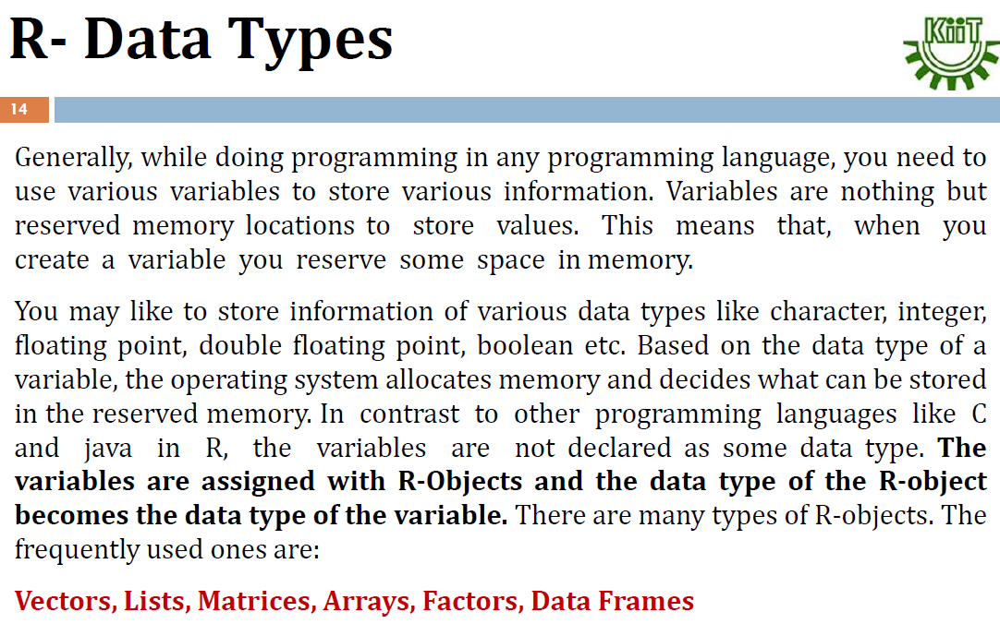 R- Data Types
KiiT
14
Generally, while doing programming in any programming language, you need to
use various variables to store various information. Variables are nothing but
reserved memory locations to store values. This means that, when you
create a variable you reserve some space in memory.
You may like to store information of various data types like character, integer,
floating point, double floating point, boolean etc. Based on the data type of a
variable, the operating system allocates memory and decides what can be stored
in the reserved memory. In contrast to other programming languages like C
and java in R, the variables are not declared as some data type. The
variables are assigned with R-Objects and the data type of the R-object
becomes the data type of the variable. There are many types of R-objects. The
frequently used ones are:
Vectors, Lists, Matrices, Arrays, Factors, Data Frames